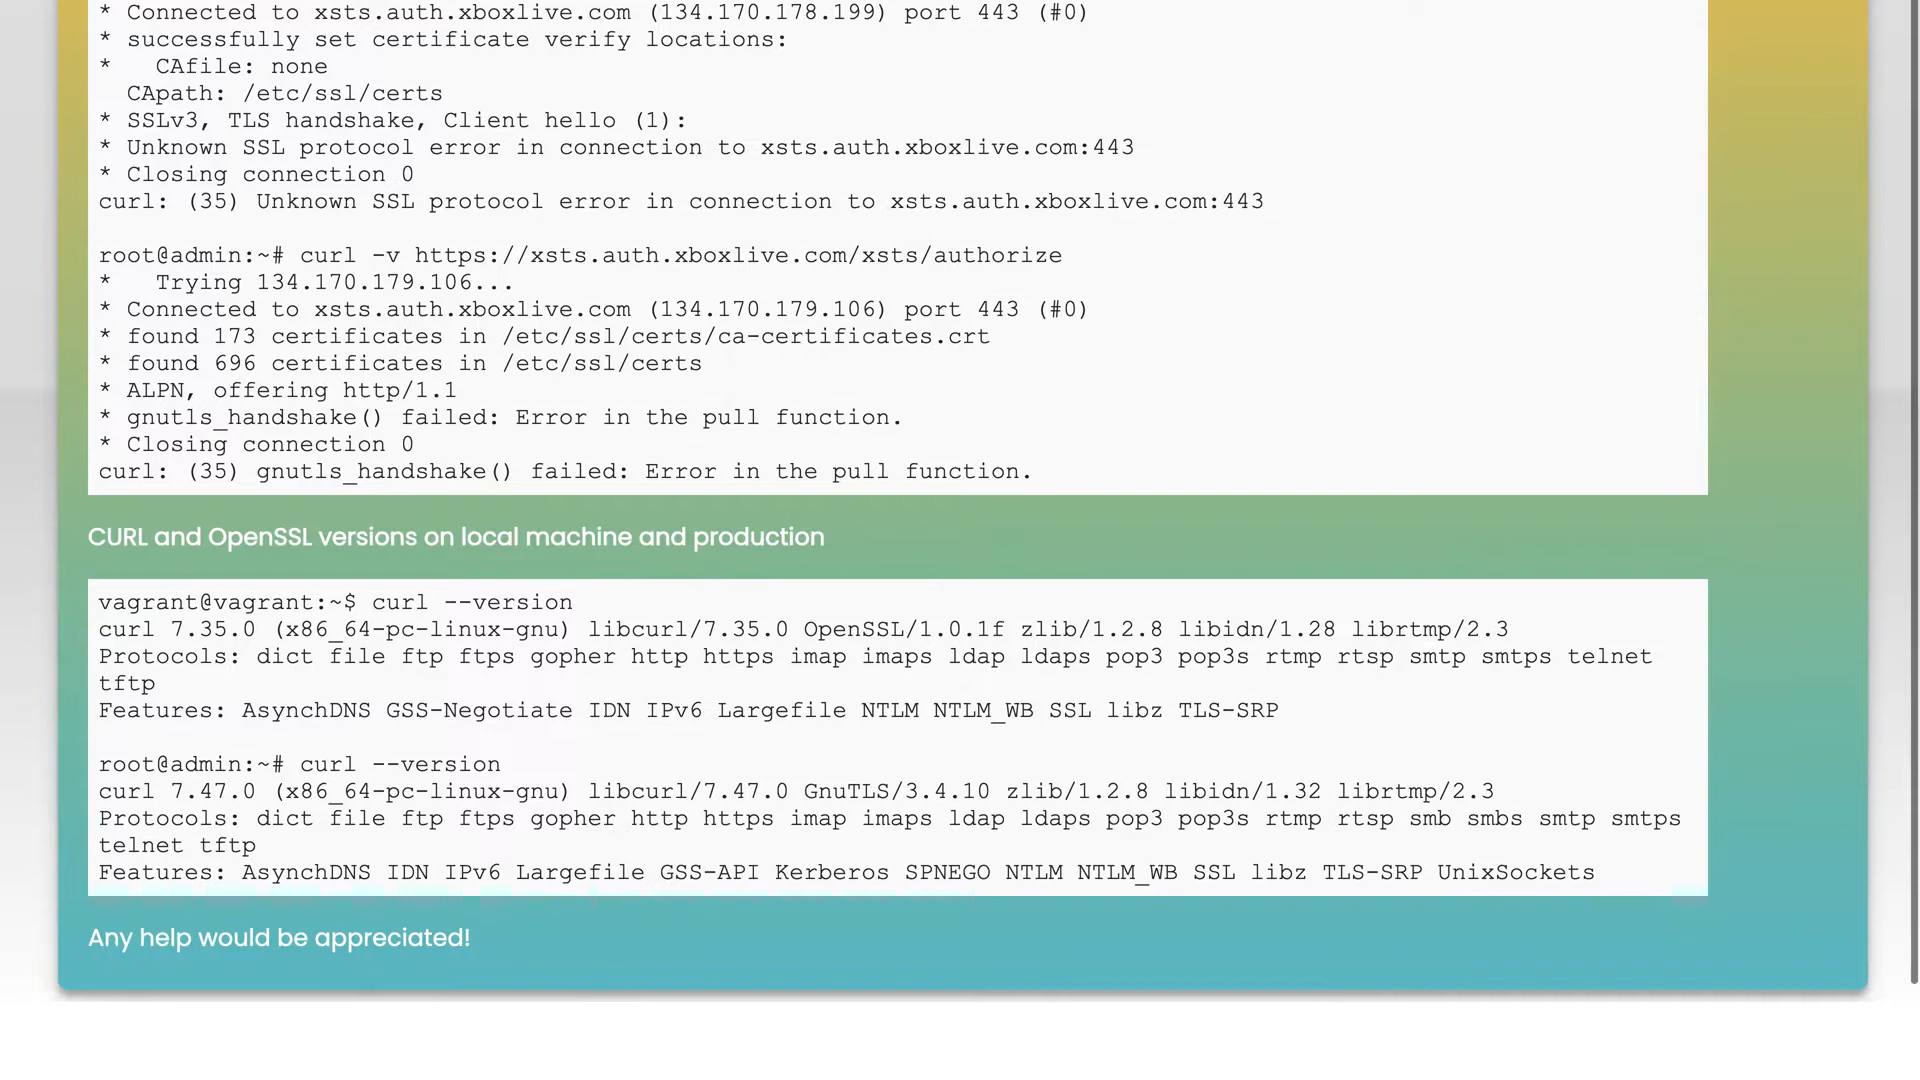 * Connected to xsts.auth.xboxlive.com (134.170.178.199) port 443 (#0)
* successfully set certificate verify locations:
*   CAfile: none
  CApath: /etc/ssl/certs
* SSLv3, TLS handshake, Client hello (1):
* Unknown SSL protocol error in connection to xsts.auth.xboxlive.com:443
* Closing connection 0
curl: (35) Unknown SSL protocol error in connection to xsts.auth.xboxlive.com:443

root@admin:~# curl -v https://xsts.auth.xboxlive.com/xsts/authorize
*   Trying 134.170.179.106...
* Connected to xsts.auth.xboxlive.com (134.170.179.106) port 443 (#0)
* found 173 certificates in /etc/ssl/certs/ca-certificates.crt
* found 696 certificates in /etc/ssl/certs
* ALPN, offering http/1.1
* gnutls_handshake() failed: Error in the pull function.
* Closing connection 0
curl: (35) gnutls_handshake() failed: Error in the pull function.
CURL and OpenSSL versions on local machine and production
vagrant@vagrant:~$ curl --version
curl 7.35.0 (x86_64-pc-linux-gnu) libcurl/7.35.0 OpenSSL/1.0.1f zlib/1.2.8 libidn/1.28 librtmp/2.3
Protocols: dict file ftp ftps gopher http https imap imaps ldap ldaps pop3 pop3s rtmp rtsp smtp smtps telnet
tftp
Features: AsynchDNS GSS-Negotiate IDN IPv6 Largefile NTLM NTLM_WB SSL libz TLS-SRP

root@admin:~# curl --version
curl 7.47.0 (x86_64-pc-linux-gnu) libcurl/7.47.0 GnuTLS/3.4.10 zlib/1.2.8 libidn/1.32 librtmp/2.3
Protocols: dict file ftp ftps gopher http https imap imaps ldap ldaps pop3 pop3s rtmp rtsp smb smbs smtp smtps
telnet tftp
Features: AsynchDNS IDN IPv6 Largefile GSS-API Kerberos SPNEGO NTLM NTLM_WB SSL libz TLS-SRP UnixSockets
Any help would be appreciated!